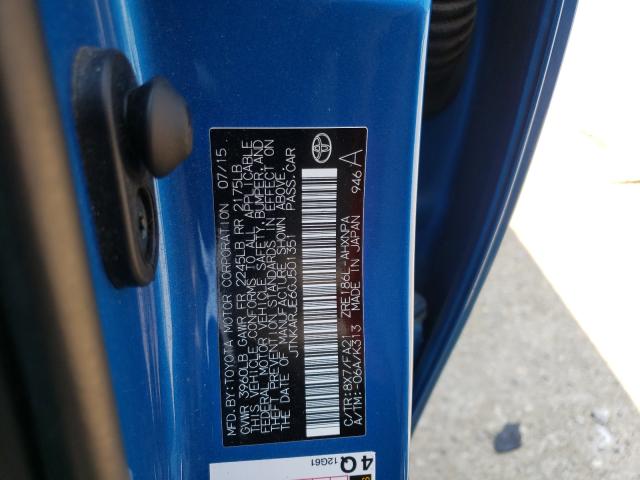 MFD.BY:TOYOTA MOTOR CORPORATION 07/15
GVWR 3960LB GAWR FR 2245LB RR 2175LB
THIS VEHICLE CONFORMS TO ALL APPLICABLE
FEDERAL MOTOR VEHICLE SAFETY, BUMPER, AND
THEFT PREVENTION STANDARDS IN EFFECT ON
THE DATE OF MANUFACTURE SHOWN ABOVE.
JTNKARJE6GJ501351 PASS.CAR
C/TR:8X7/FA21 ZRE186L-AHXNPA
A/TM:-06A/K313 MADE IN JAPAN 946 A
4Q
12G61